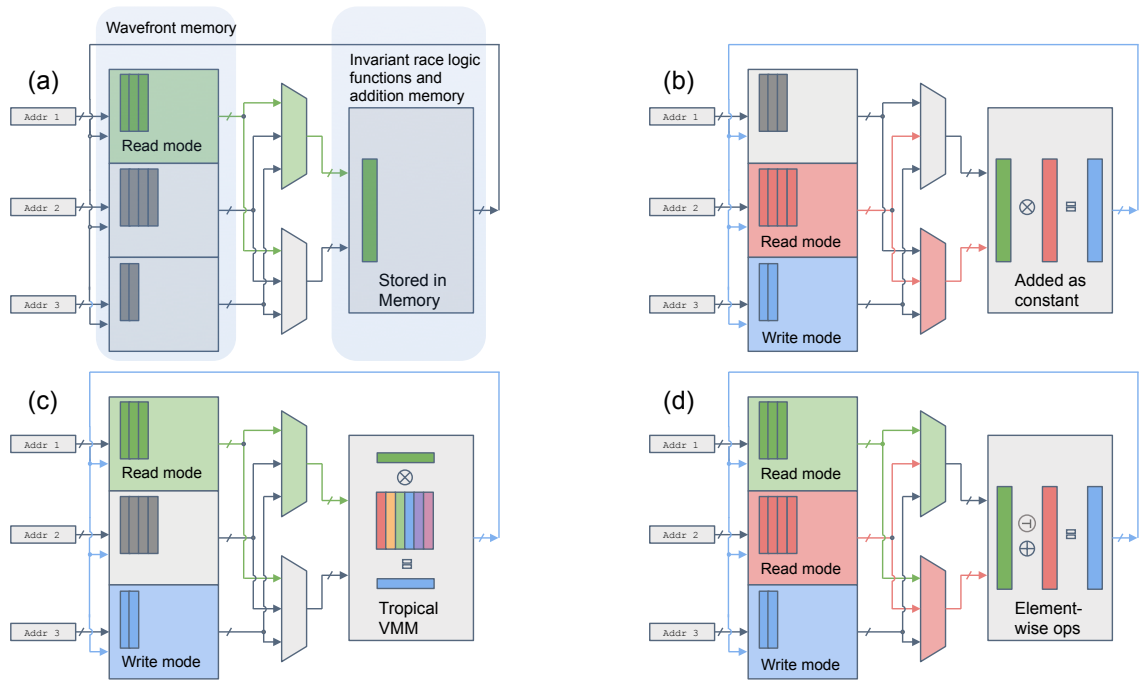 Wavefront memory
(a)
Invariant race logic
functions and
addition memory
Addr 1
Read mode
Addr 2
Addr 3
Stored in
Memory
(b)
Addr 1
Addr 2
Read mode
⊗
=
Addr 3
Write mode
Added as
constant
(c)
Addr 1
Read mode
⊗
Addr 2
=
Addr 3
Write mode
Tropical
VMM
(d)
Addr 1
Read mode
Addr 2
Read mode
⊕
=
Addr 3
Write mode
Element-
wise ops